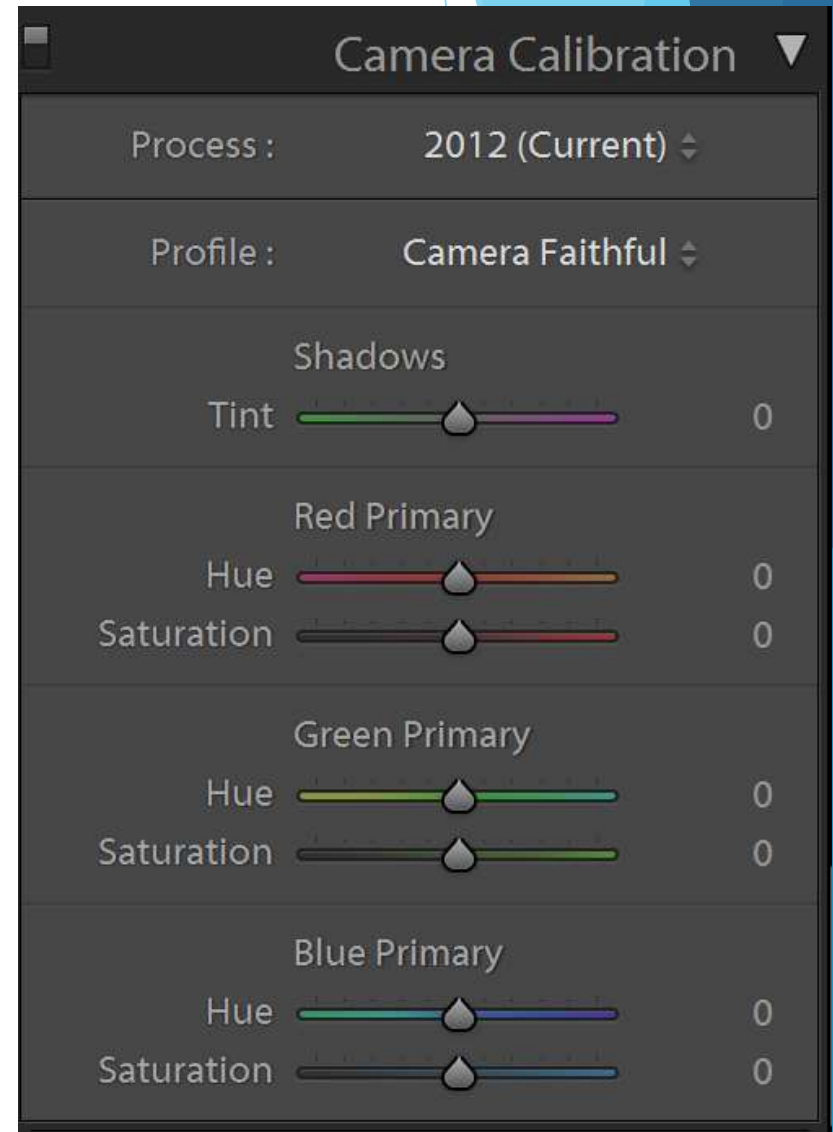 Camera Calibration
Process : 2012 (Current)
Profile : Camera Faithful
Shadows
Tint 0
Red Primary
Hue 0
Saturation 0
Green Primary
Hue 0
Saturation 0
Blue Primary
Hue 0
Saturation 0